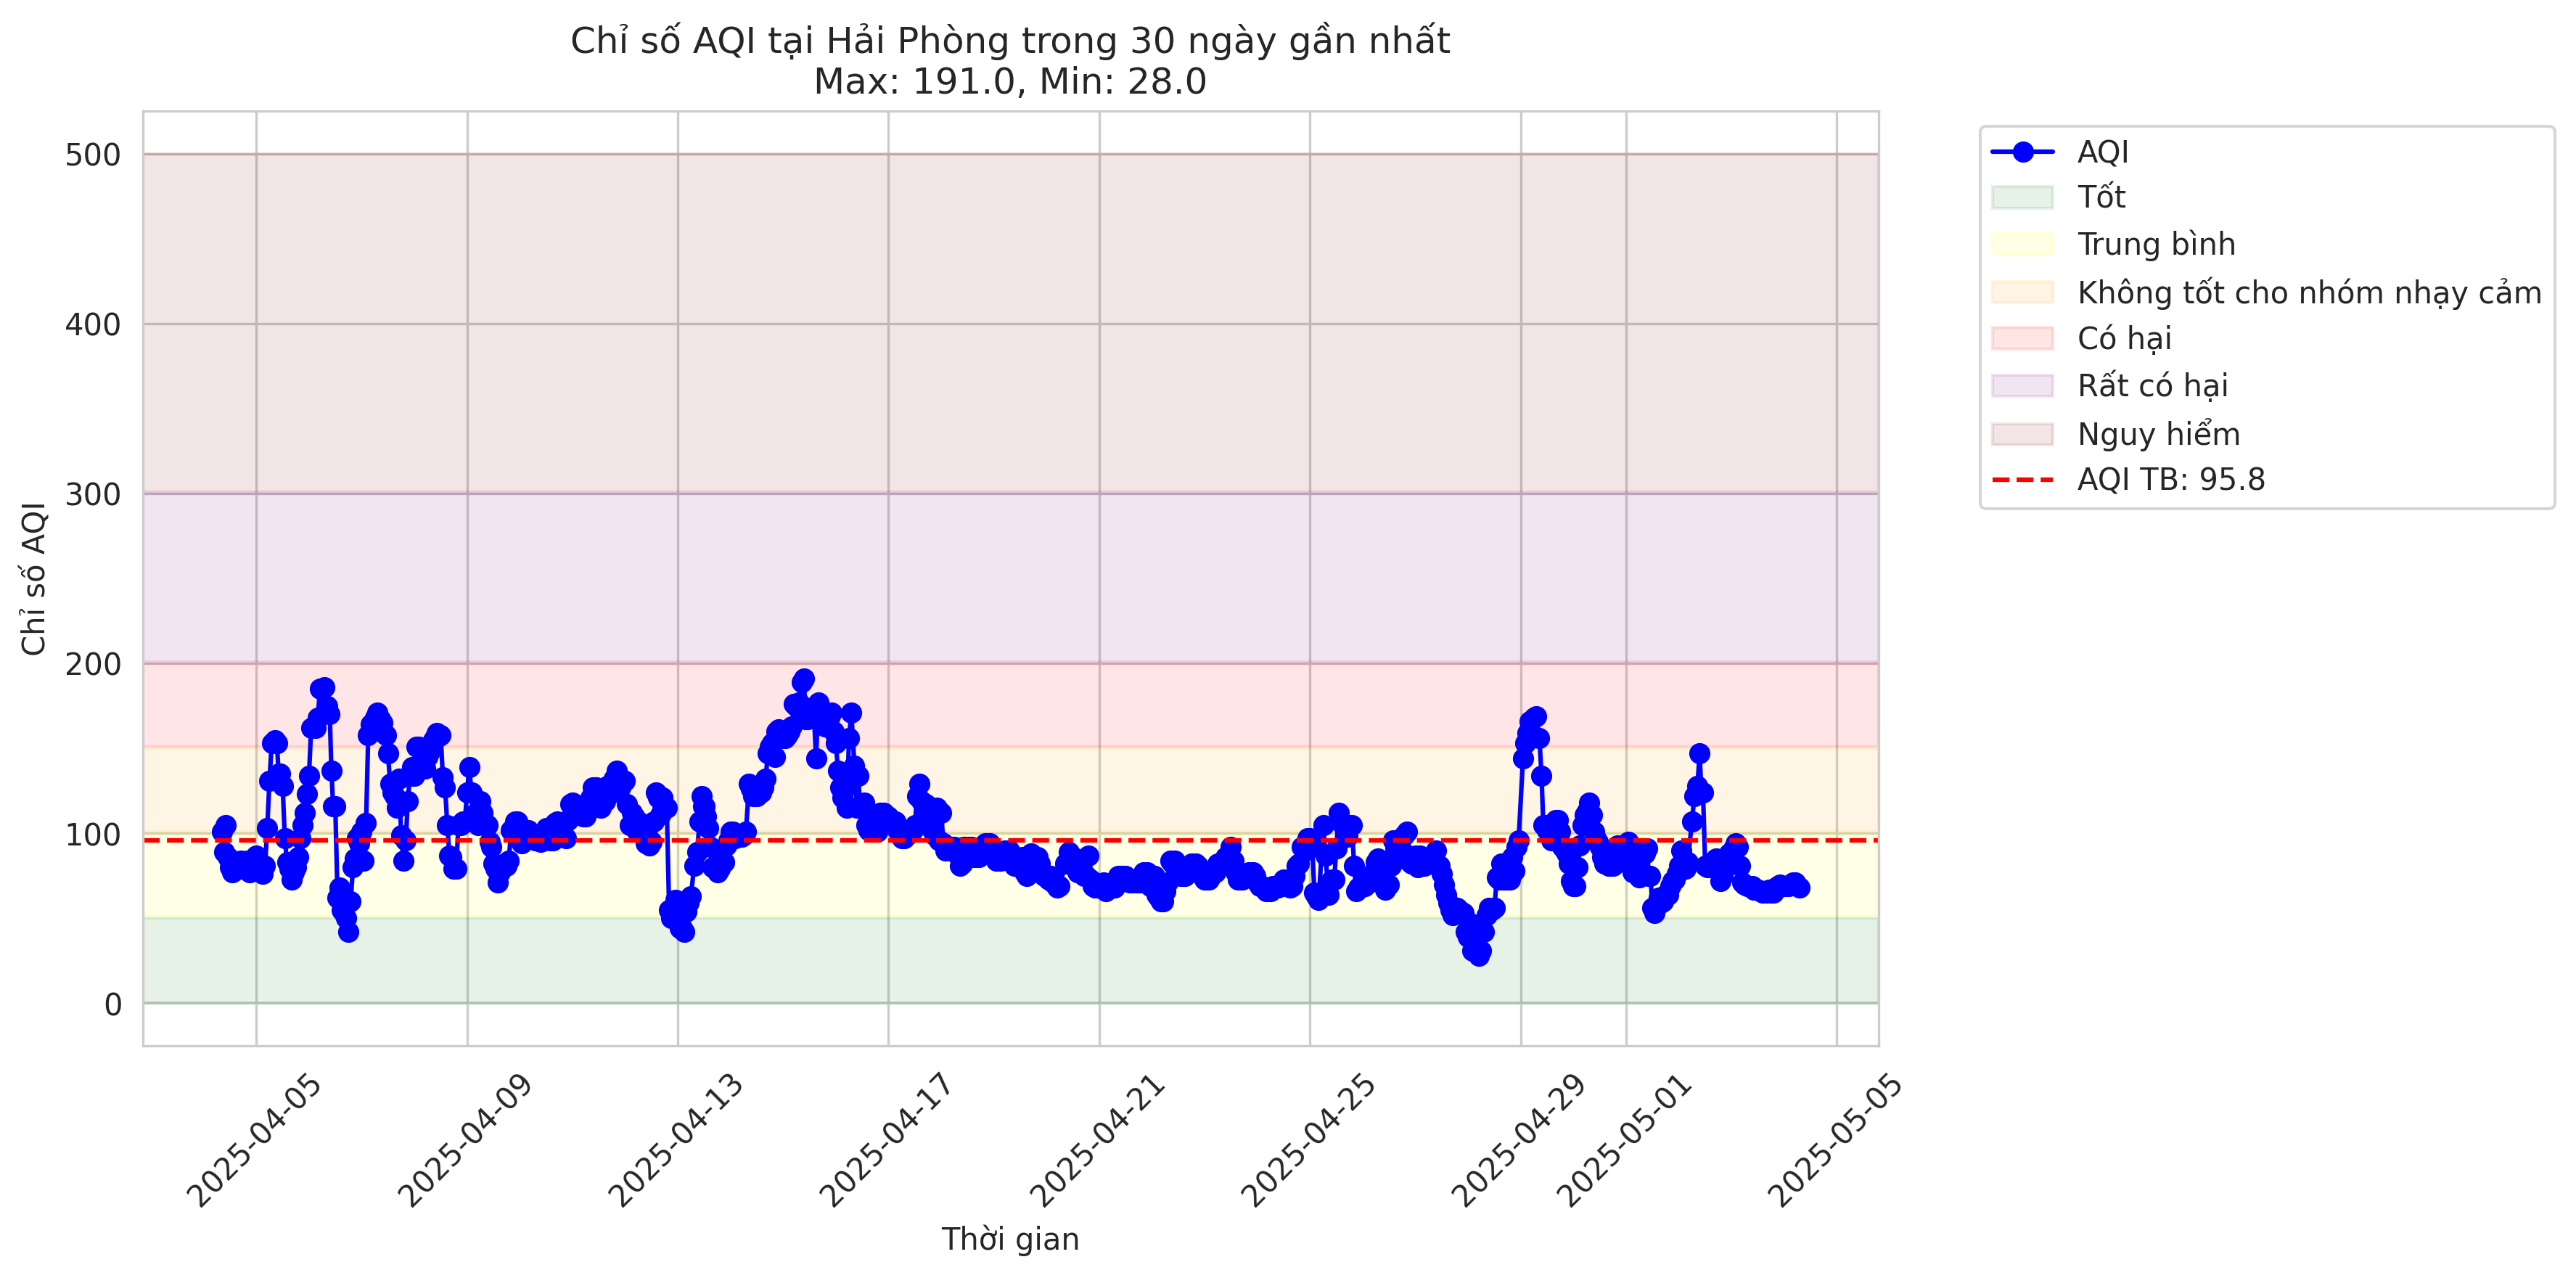 Chỉ số AQI tại Hải Phòng trong 30 ngày gần nhất
Max: 191.0, Min: 28.0
Chỉ số AQI
500
400
300
200
100
0
2025-04-05
2025-04-09
2025-04-13
2025-04-17
2025-04-21
2025-04-25
2025-04-29
2025-05-01
2025-05-05
Thời gian
AQI
Tốt
Trung bình
Không tốt cho nhóm nhạy cảm
Có hại
Rất có hại
Nguy hiểm
AQI TB: 95.8